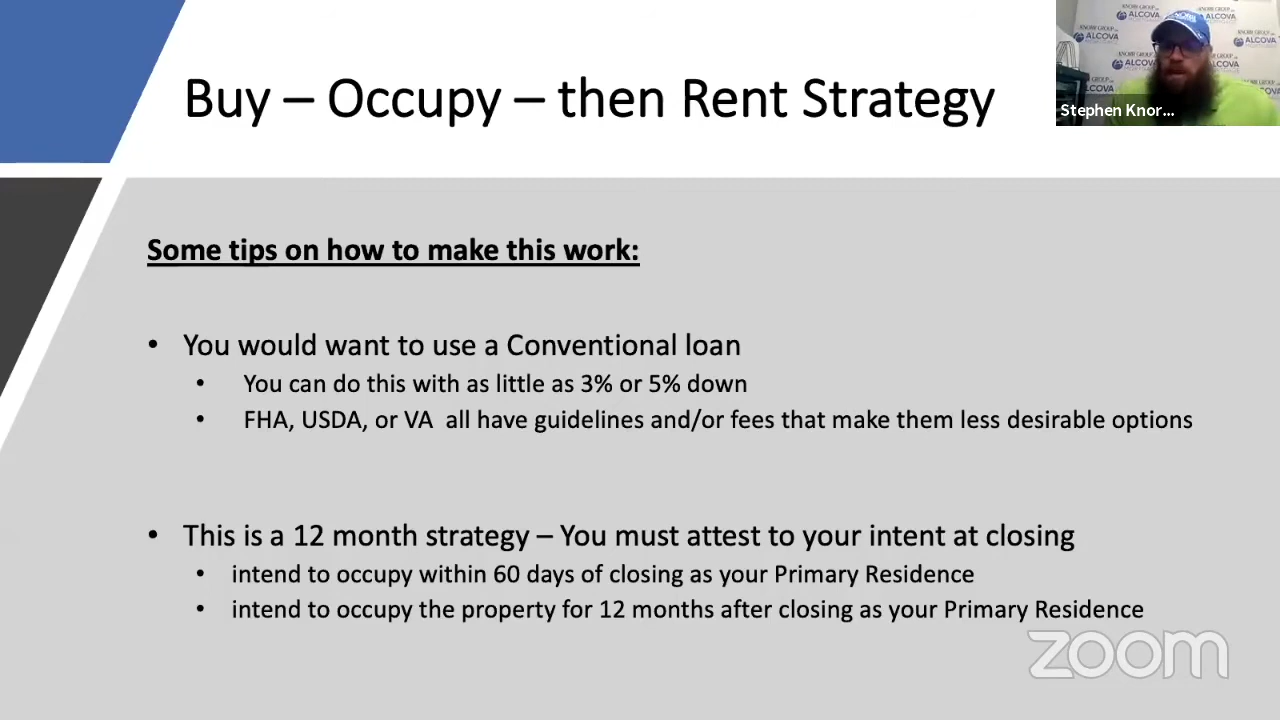 Buy – Occupy – then Rent Strategy
KNORR GROUP
ALCOVA
Stephen Knor...
Some tips on how to make this work:
• You would want to use a Conventional loan
• You can do this with as little as 3% or 5% down
• FHA, USDA, or VA all have guidelines and/or fees that make them less desirable options
• This is a 12 month strategy – You must attest to your intent at closing
• intend to occupy within 60 days of closing as your Primary Residence
• intend to occupy the property for 12 months after closing as your Primary Residence
zoom